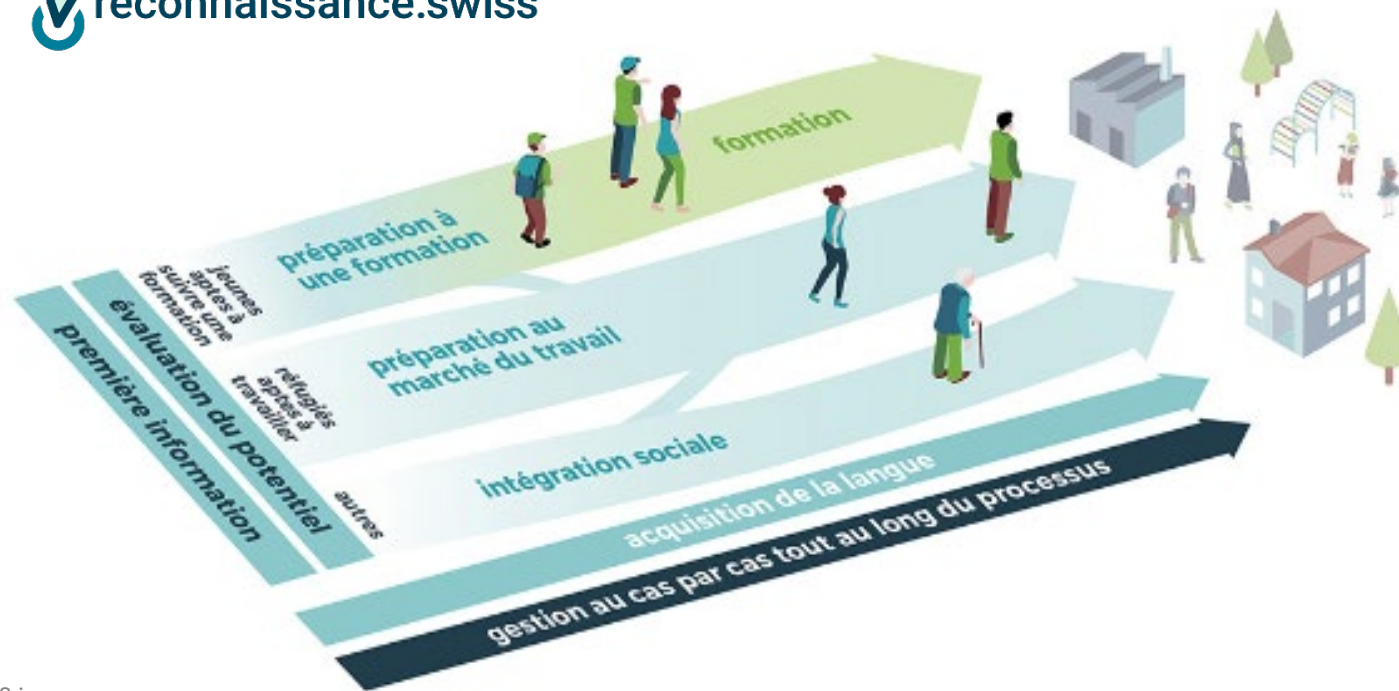 reconnaissance.swiss
formation
préparation à
une formation
jeunes
aptes à
suivre une
formation
préparation au
marché du travail
réfugiés
aptes à
travailler
évaluation du potentiel
première information
intégration sociale
autres
acquisition de la langue
gestion au cas par cas tout au long du processus